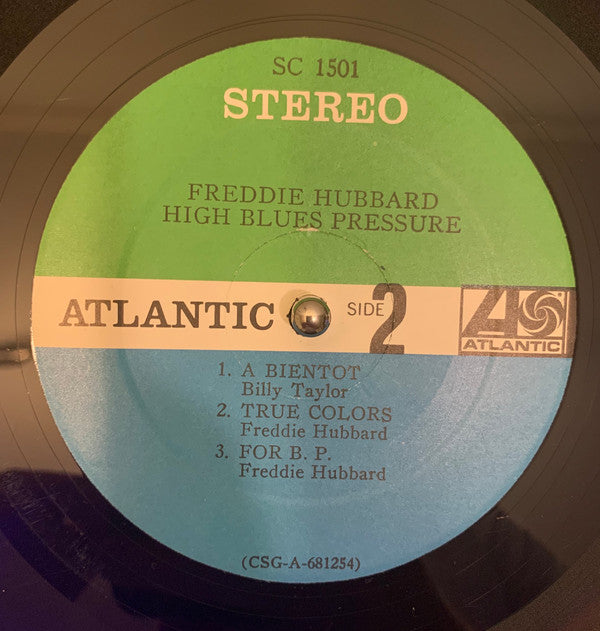 SC 1501
STEREO
FREDDIE HUBBARD
HIGH BLUES PRESSURE
ATLANTIC
SIDE 2
A
ATLANTIC
1. A BIENTOT
Billy Taylor
2. TRUE COLORS
Freddie Hubbard
3. FOR B. P.
Freddie Hubbard
(CSG-A-681254)